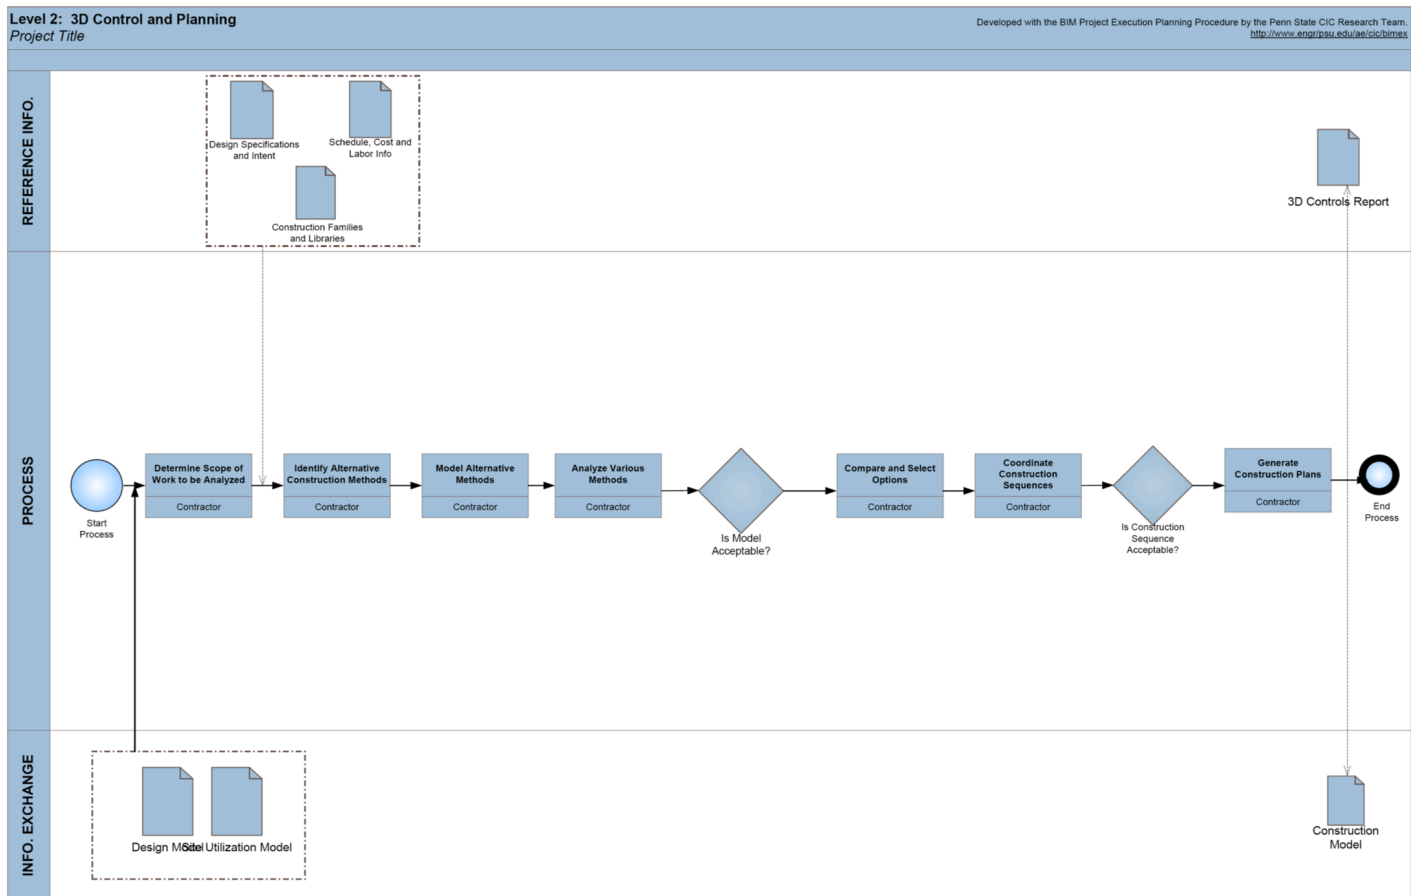 Level 2: 3D Control and Planning
Project Title
Developed with the BIM Project Execution Planning Procedure by the Penn State CIC Research Team.
http://www.engr/psu.edu/ae/cic/bimex
REFERENCE INFO.
Design Specifications
and Intent
Schedule, Cost and
Labor Info
Construction Families
and Libraries
3D Controls Report
PROCESS
Start
Process
Determine Scope of
Work to be Analyzed
Contractor
Identify Alternative
Construction Methods
Contractor
Model Alternative
Methods
Contractor
Analyze Various
Methods
Contractor
Is Model
Acceptable?
Compare and Select
Options
Contractor
Coordinate
Construction
Sequences
Contractor
Is Construction
Sequence
Acceptable?
Generate
Construction Plans
Contractor
End
Process
INFO. EXCHANGE
Design Model
Site Utilization Model
Construction
Model